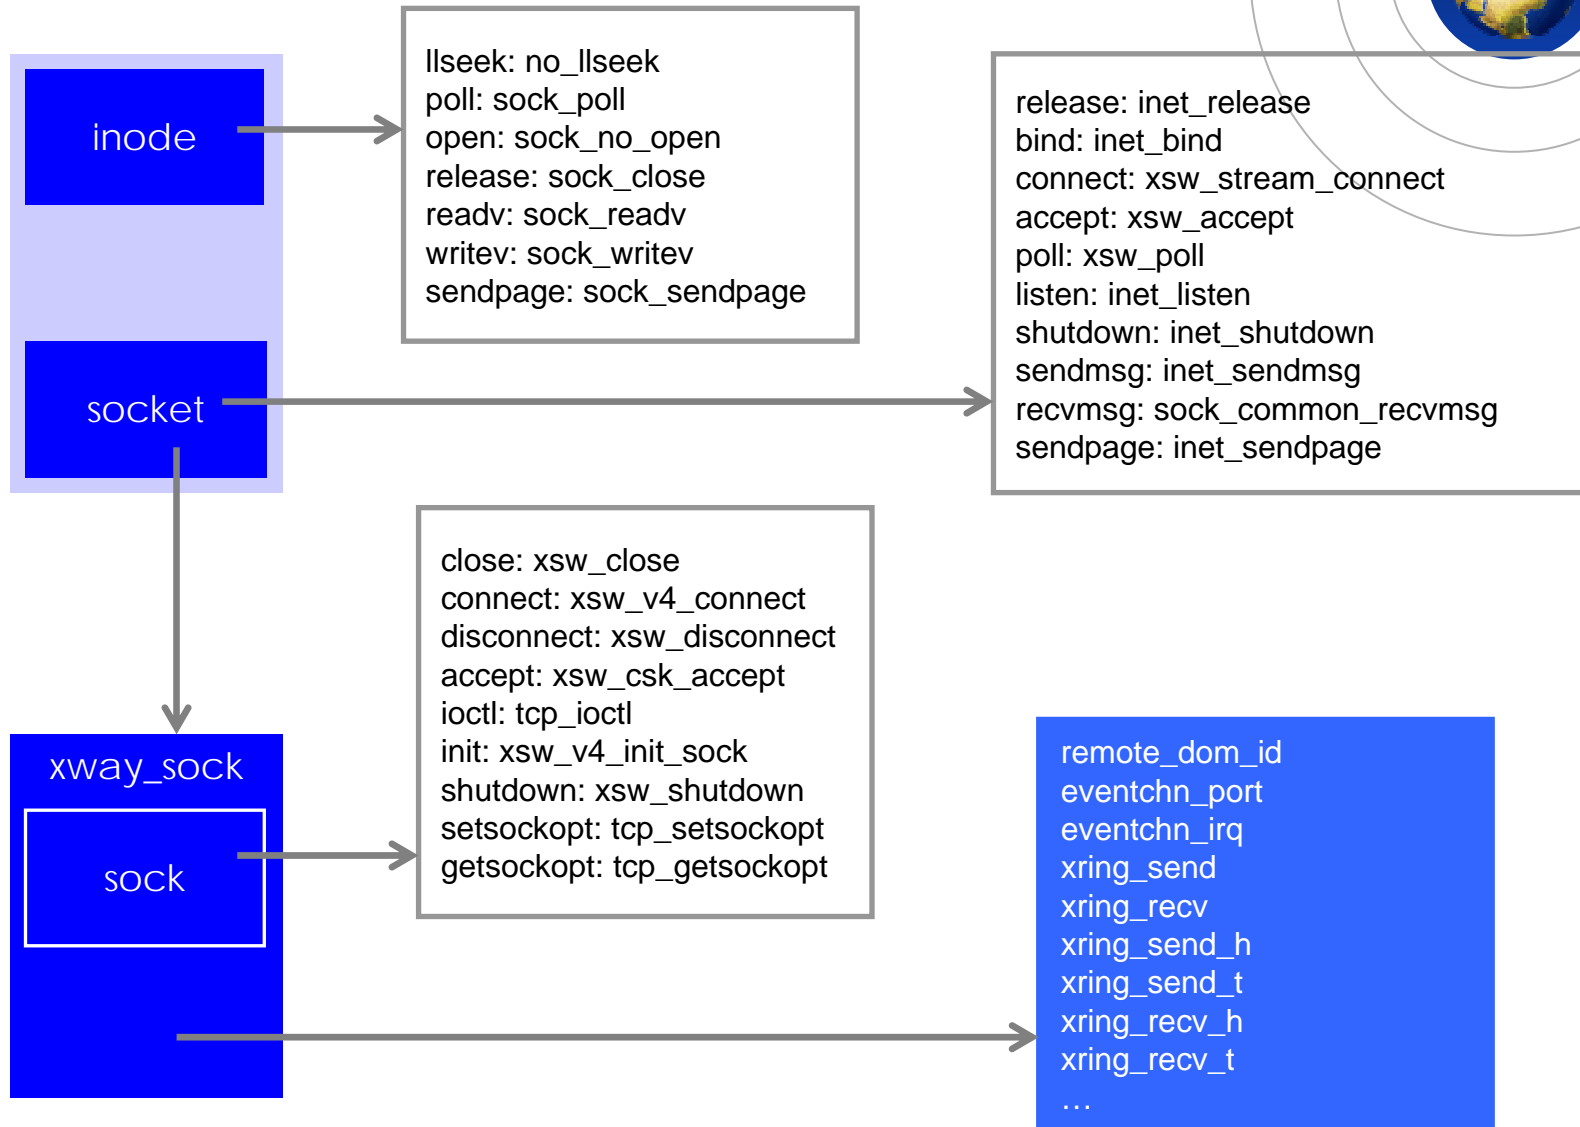 inode
llseek: no_llseek
poll: sock_poll
open: sock_no_open
release: sock_close
readv: sock_readv
writev: sock_writev
sendpage: sock_sendpage
socket
release: inet_release
bind: inet_bind
connect: xsw_stream_connect
accept: xsw_accept
poll: xsw_poll
listen: inet_listen
shutdown: inet_shutdown
sendmsg: inet_sendmsg
recvmsg: sock_common_recvmsg
sendpage: inet_sendpage
xway_sock
sock
close: xsw_close
connect: xsw_v4_connect
disconnect: xsw_disconnect
accept: xsw_csk_accept
ioctl: tcp_ioctl
init: xsw_v4_init_sock
shutdown: xsw_shutdown
setsockopt: tcp_setsockopt
getsockopt: tcp_getsockopt
remote_dom_id
eventchn_port
eventchn_irq
xring_send
xring_recv
xring_send_h
xring_send_t
xring_recv_h
xring_recv_t
…